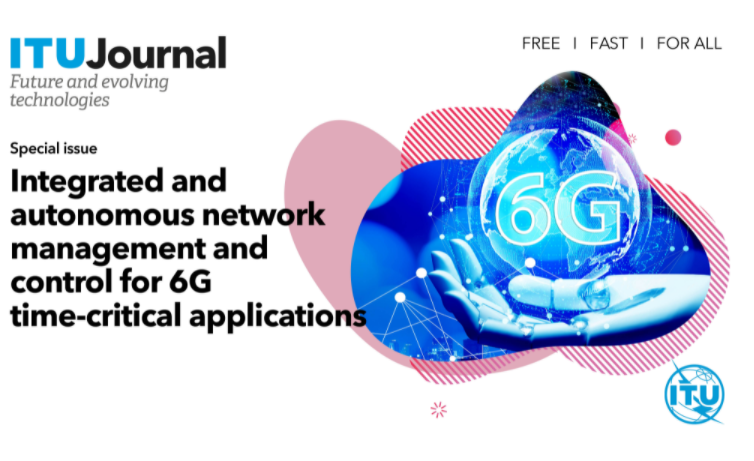 ITUJournal
Future and evolving
technologies
FREE I FAST I FOR ALL
Special issue
Integrated and
autonomous network
management and
control for 6G
time-critical applications
6G
ITU